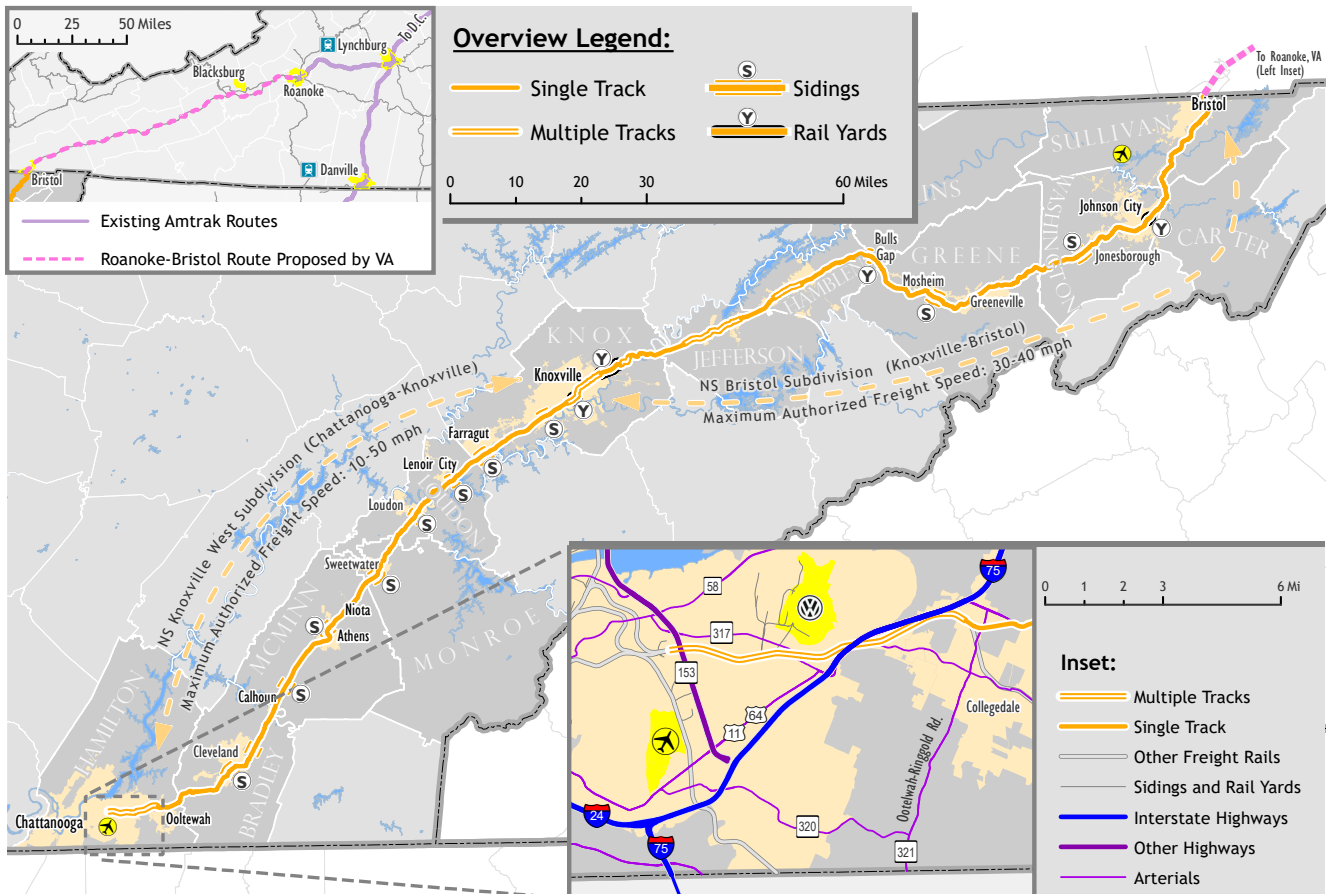 0 25 50 Miles
To D.C.
Lynchburg
Blacksburg
Roanoke
Danville
Bristol
Existing Amtrak Routes
Roanoke-Bristol Route Proposed by VA
Overview Legend:
Single Track
S
Sidings
Multiple Tracks
Y
Rail Yards
0 10 20 30 60 Miles
To Roanoke, VA
(Left Inset)
Bristol
SULLIVAN
Johnson City
Y
CARTER
S
Jonesborough
WASHINGTON
INS
GREENE
Bulls
Gap
Y
Mosheim
S
Greeneville
HAMBLE
JEFFERSON
KNOX
Y
Knoxville
Y
S
NS Bristol Subdivision (Knoxville-Bristol)
Maximum Authorized Freight Speed: 30-40 mph
NS Knoxville West Subdivision (Chattanooga-Knoxville)
Maximum Authorized Freight Speed: 10-50 mph
Farragut
S
Lenoir City
S
Loudon
S
Sweetwater
S
Niota
S
Athens
MONROE
Calhoun
S
HAMILTON
Cleveland
S
BRADLEY
Chattanooga
Ooltewah
75
58
317
153
64
11
Collegedale
Ootelwah-Ringgold Rd.
24
75
320
321
0 1 2 3 6 Mi
Inset:
Multiple Tracks
Single Track
Other Freight Rails
Sidings and Rail Yards
Interstate Highways
Other Highways
Arterials